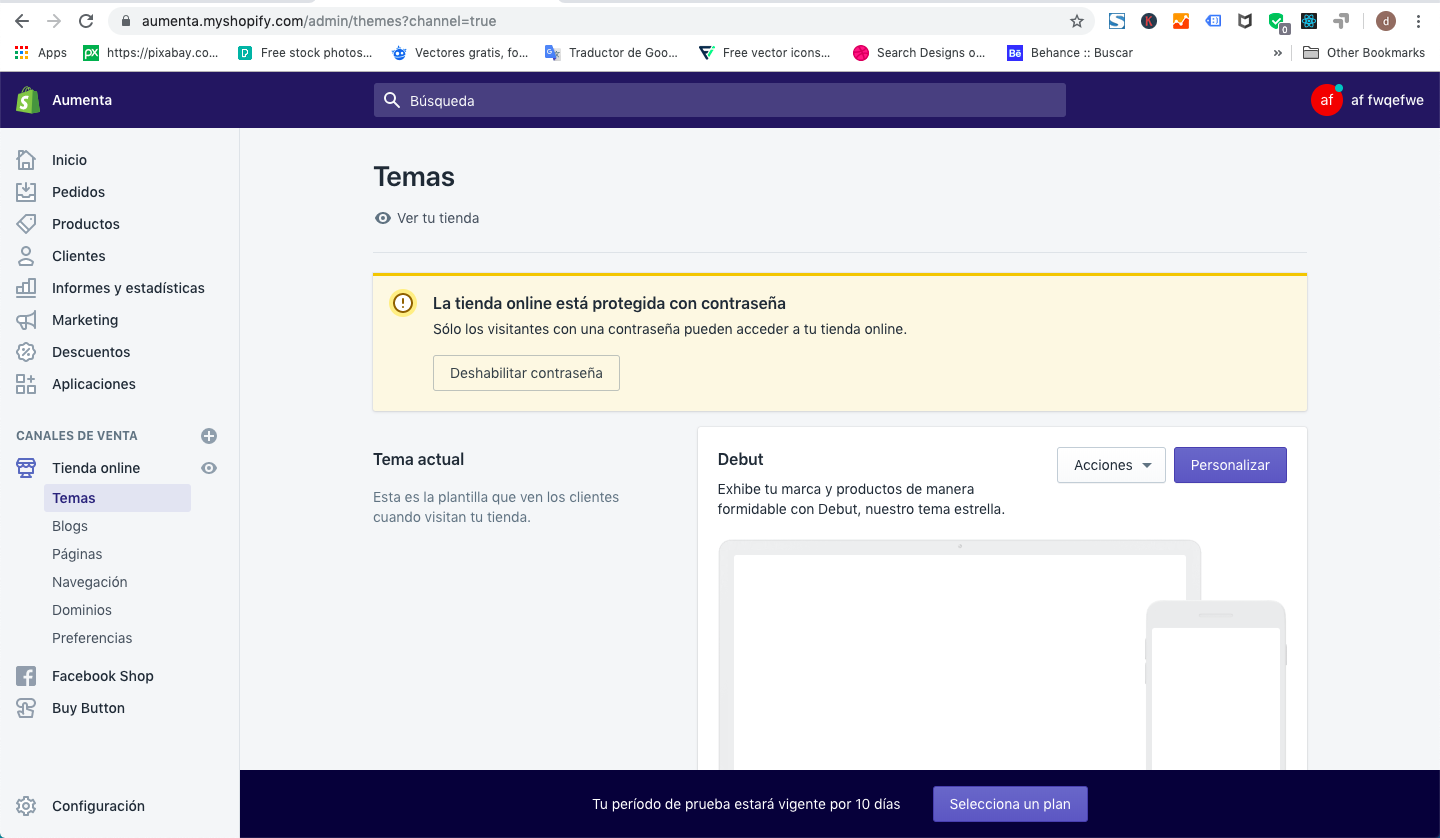 aumenta.myshopify.com/admin/themes?channel=true
0
d
Apps
https://pixabay.co...
Free stock photos...
Vectores gratis, fo...
Traductor de Goo...
Free vector icons...
Search Designs o...
Behance :: Buscar
»
Other Bookmarks
Aumenta
Búsqueda
af
af fwqefwe
Inicio
Pedidos
Productos
Clientes
Informes y estadísticas
Marketing
Descuentos
Aplicaciones
CANALES DE VENTA
Tienda online
Temas
Blogs
Páginas
Navegación
Dominios
Preferencias
Facebook Shop
Buy Button
Configuración
Temas
Ver tu tienda
La tienda online está protegida con contraseña
Sólo los visitantes con una contraseña pueden acceder a tu tienda online.
Deshabilitar contraseña
Tema actual
Esta es la plantilla que ven los clientes
cuando visitan tu tienda.
Debut
Exhibe tu marca y productos de manera
formidable con Debut, nuestro tema estrella.
Acciones
Personalizar
Tu período de prueba estará vigente por 10 días
Selecciona un plan